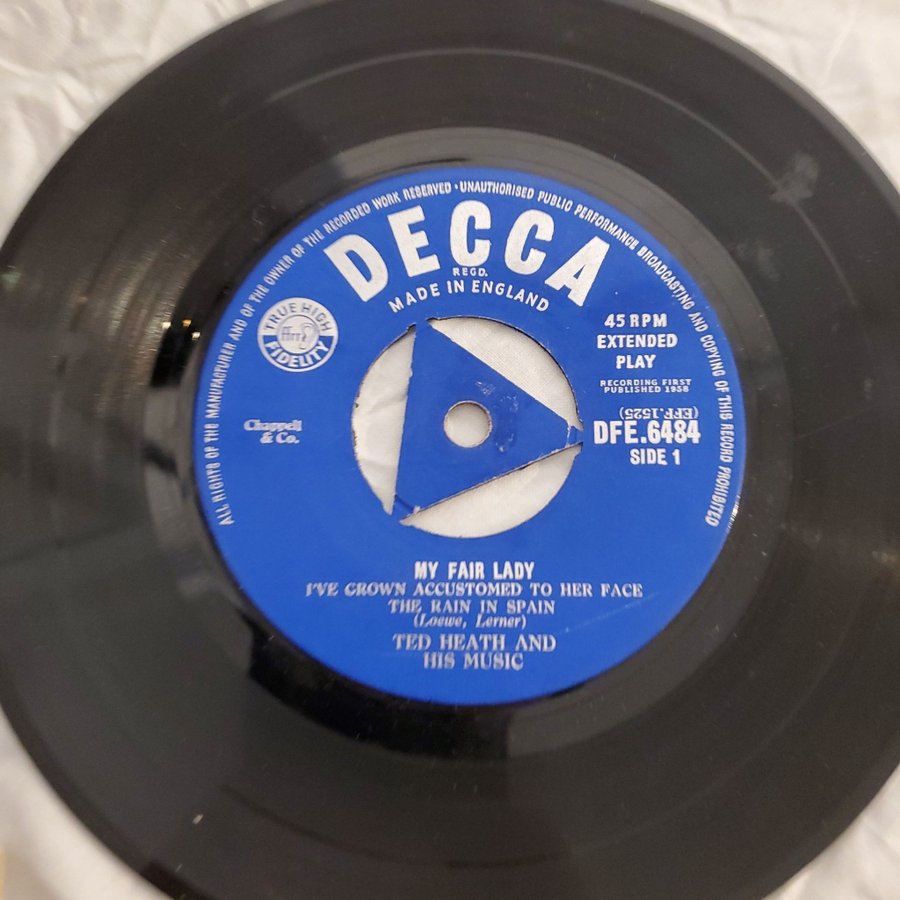 ALL RIGHTS OF THE MANUFACTURER AND OF THE OWNER OF THE RECORDED WORK RESERVED · UNAUTHORISED PUBLIC PERFORMANCE BROADCASTING AND COPYING OF THIS RECORD PROHIBITED
DECCA
REGD.
MADE IN ENGLAND
TRUE HIGH
ffrr
FIDELITY
45 RPM
EXTENDED
PLAY
RECORDING FIRST
PUBLISHED 1958
(EFF.1525)
DFE.6484
SIDE 1
Chappell
& Co.
MY FAIR LADY
I'VE GROWN ACCUSTOMED TO HER FACE
THE RAIN IN SPAIN
(Loewe, Lerner)
TED HEATH AND
HIS MUSIC